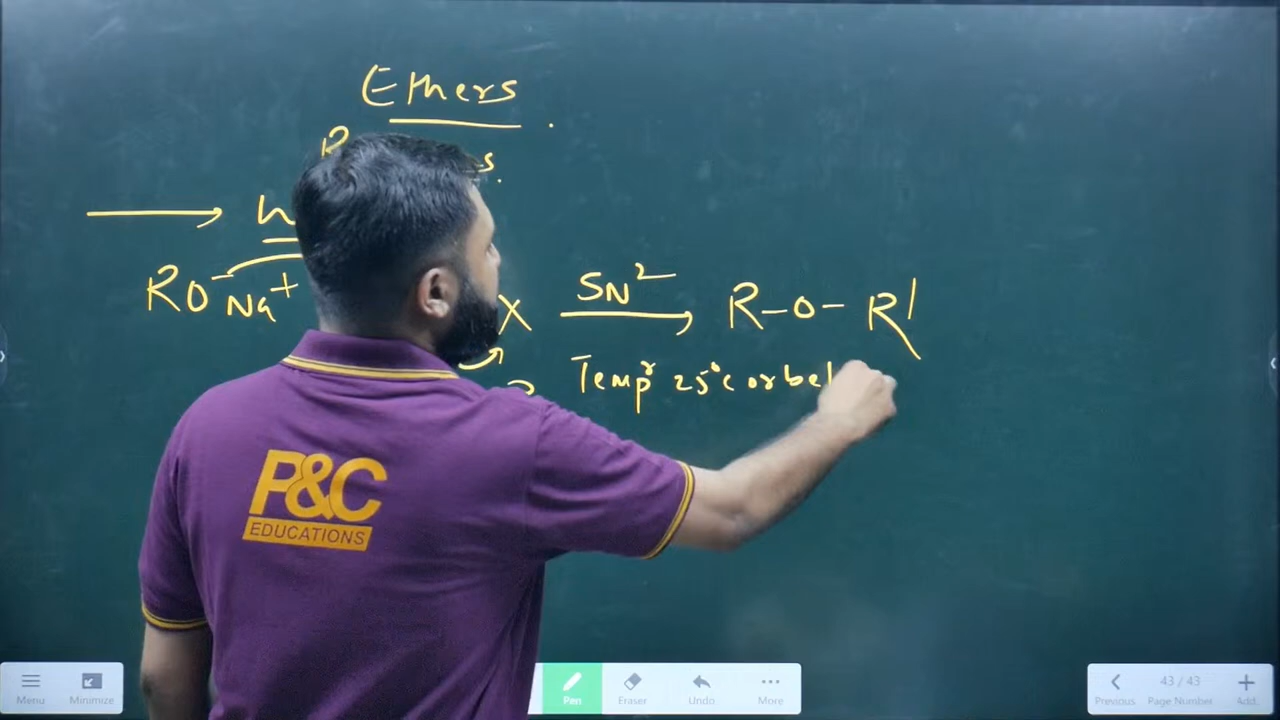 Ethers
RO⁻Na⁺ X SN² R-O-R'
Temp^r 25°C or bel
P&C
EDUCATIONS
Menu Minimize Pen Eraser Undo More Previous 43 / 43 Page Number Add